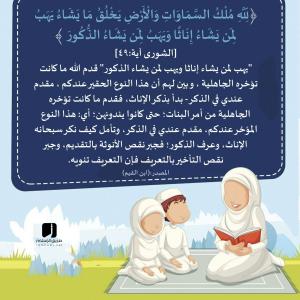 ﴿لِلَّهِ مُلْكُ السَّمَاوَاتِ وَالْأَرْضِ يَخْلُقُ مَا يَشَاءُ يَهَبُ
لِمَن يَشَاءُ إِنَاثًا وَيَهَبُ لِمَن يَشَاءُ الذُّكُورَ ﴾
[الشورى آية:٤٩]
"يهب لمن يشاء إناثا ويهب لمن يشاء الذكور" قدم الله ما كانت
تؤخره الجاهلية ، و بين لهم أن هذا النوع الحقير عندكم، مقدم
عندي في الذكر- بدأ بذكر الإناث، فقدم ما كانت تؤخره
الجاهلية من أمر البنات؛ حتى كانوا يئدونهن؛ أي: هذا النوع
المؤخر عندكم، مقدم عندي في الذكر، وتأمل كيف نكر سبحانه
الإناث، وعرف الذكور؛ فجبر نقص الأنوثة بالتقديم، وجبر
نقص التأخير بالتعريف فإن التعريف تنويه.
المصدر:(ابن القيم)